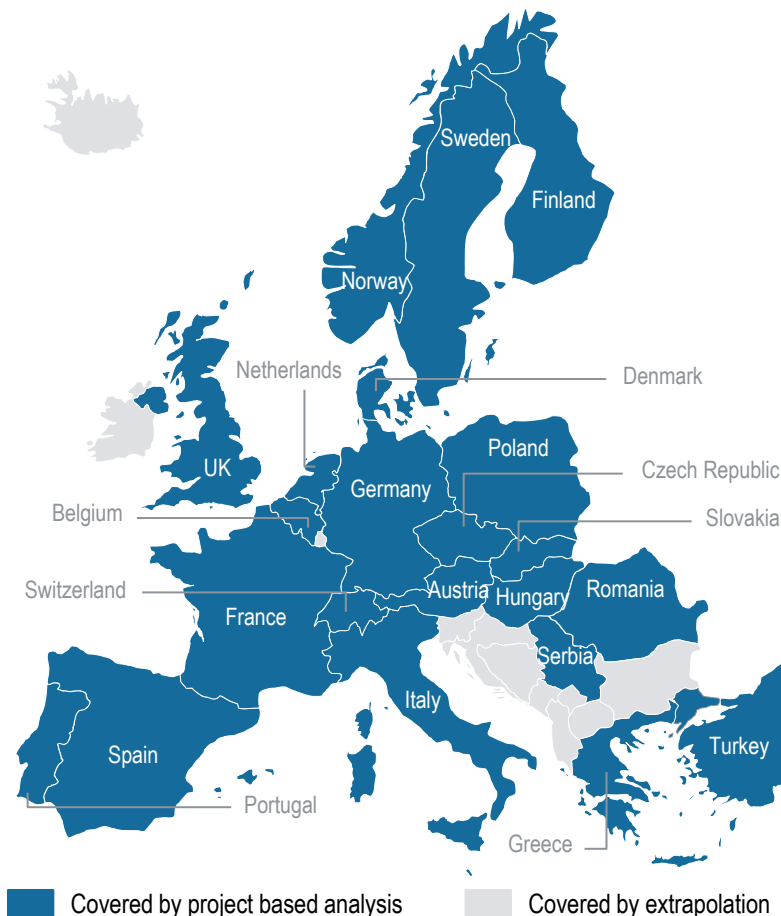 Sweden
Finland
Norway
Netherlands
Denmark
Poland
UK
Germany
Czech Republic
Belgium
Slovakia
Switzerland
Austria
Hungary
Romania
France
Serbia
Italy
Spain
Turkey
Portugal
Greece
Covered by project based analysis
Covered by extrapolation